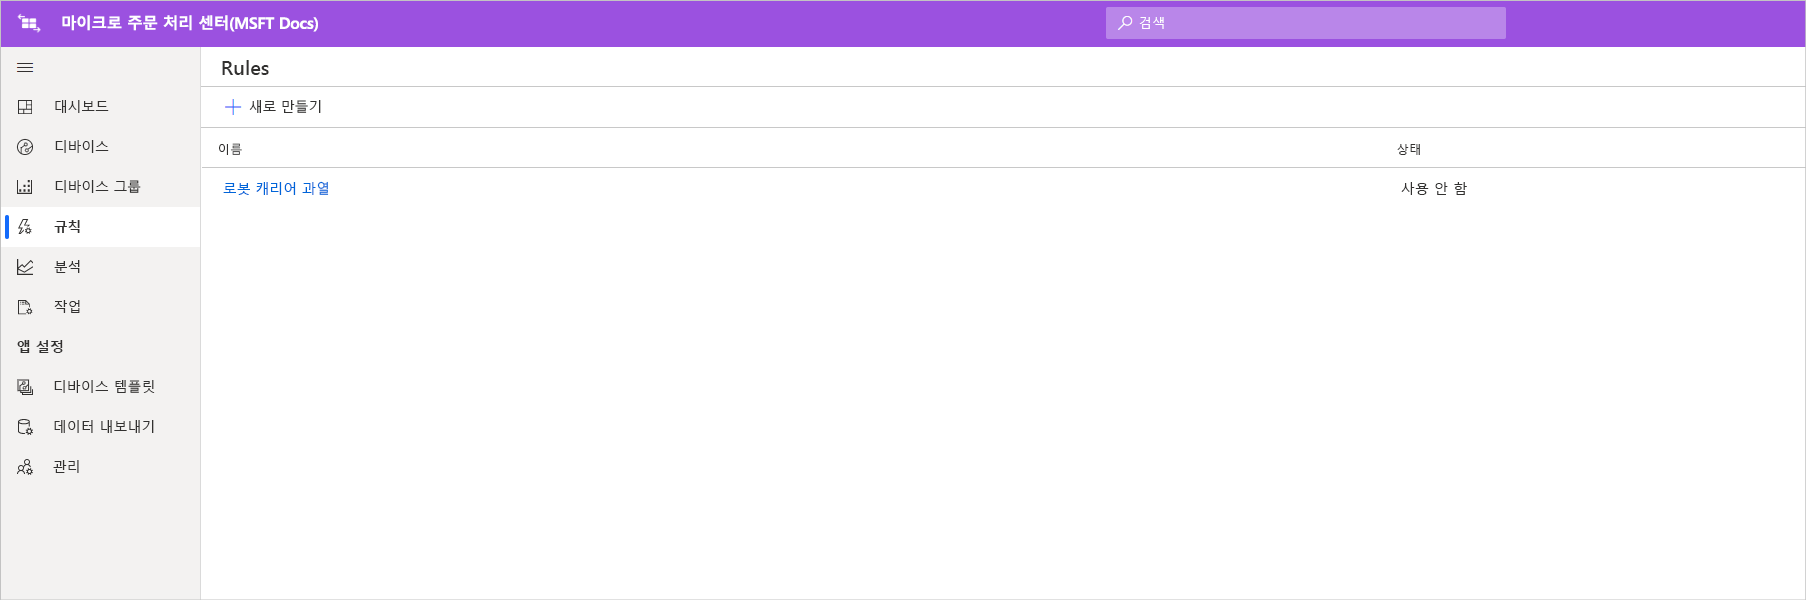 마이크로 주문 처리 센터(MSFT Docs)
검색
대시보드
디바이스
디바이스 그룹
규칙
분석
작업
앱 설정
디바이스 템플릿
데이터 내보내기
관리
Rules
새로 만들기
이름 상태
로봇 캐리어 과열 사용 안 함